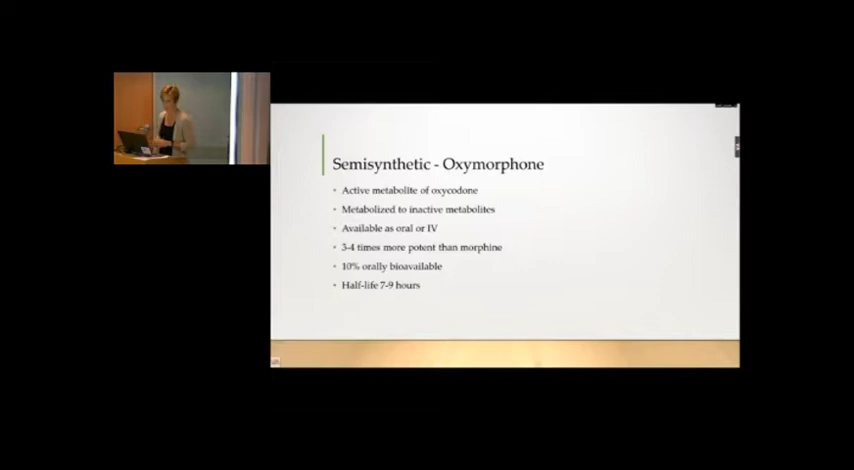 Semisynthetic - Oxymorphone
• Active metabolite of oxycodone
• Metabolized to inactive metabolites
• Available as oral or IV
• 3-4 times more potent than morphine
• 10% orally bioavailable
• Half-life 7-9 hours